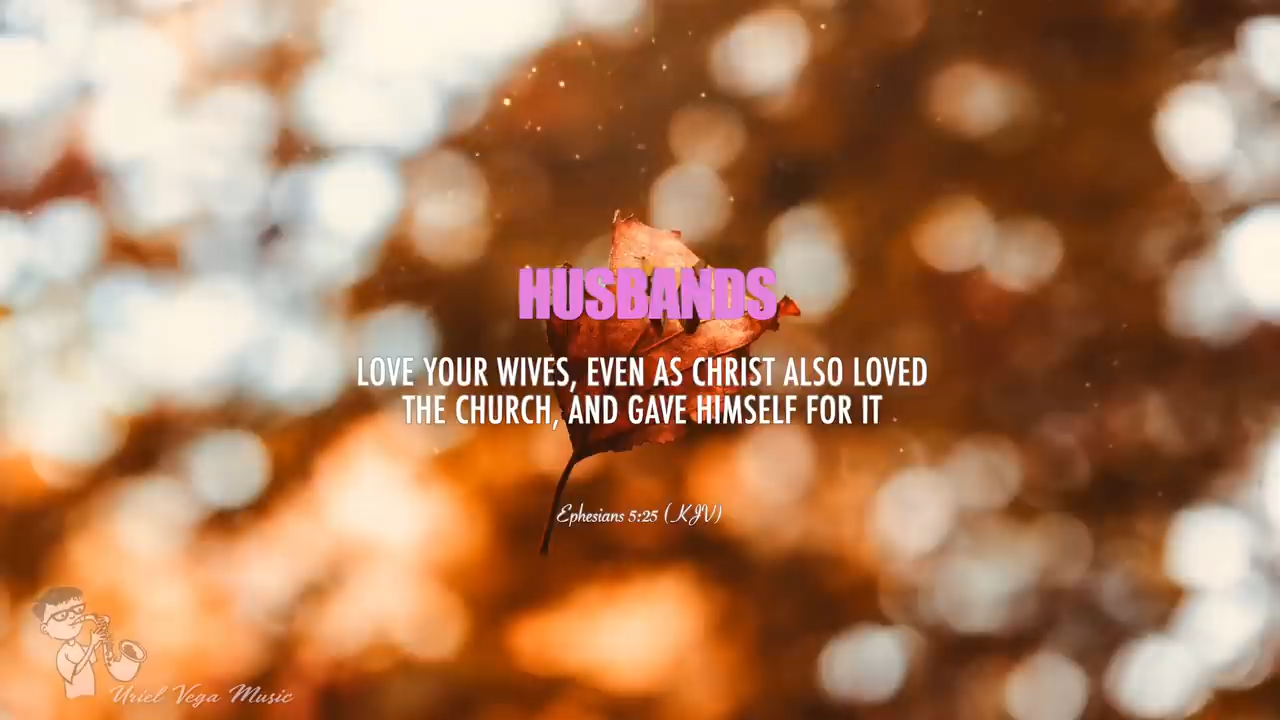 HUSBANDS
LOVE YOUR WIVES, EVEN AS CHRIST ALSO LOVED
THE CHURCH, AND GAVE HIMSELF FOR IT
Ephesians 5:25 (KJV)
Uriel Vega Music